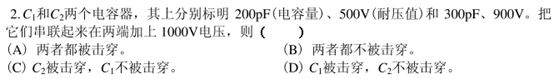 2. C₁和C₂两个电容器，其上分别标明 200pF(电容量)、500V(耐压值)和 300pF、900V。把
它们串联起来在两端加上 1000V电压，则（ ）
(A) 两者都被击穿。 (B) 两者都不被击穿。
(C) C₂被击穿，C₁不被击穿。 (D) C₁被击穿，C₂不被击穿。